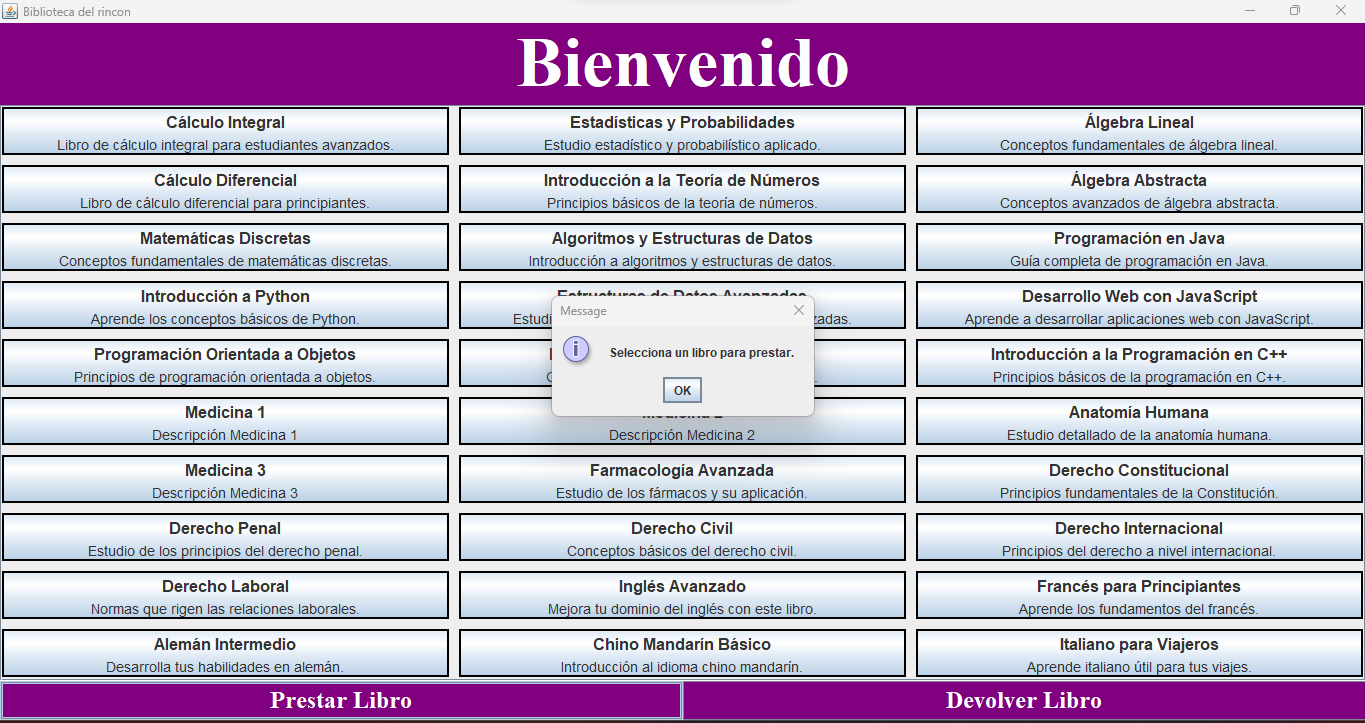 Biblioteca del rincon
Bienvenido
Cálculo Integral
Libro de cálculo integral para estudiantes avanzados.
Estadísticas y Probabilidades
Estudio estadístico y probabilístico aplicado.
Álgebra Lineal
Conceptos fundamentales de álgebra lineal.
Cálculo Diferencial
Libro de cálculo diferencial para principiantes.
Introducción a la Teoría de Números
Principios básicos de la teoría de números.
Álgebra Abstracta
Conceptos avanzados de álgebra abstracta.
Matemáticas Discretas
Conceptos fundamentales de matemáticas discretas.
Algoritmos y Estructuras de Datos
Introducción a algoritmos y estructuras de datos.
Programación en Java
Guía completa de programación en Java.
Introducción a Python
Aprende los conceptos básicos de Python.
Estructuras de Datos Avanzadas
Desarrollo Web con JavaScript
Aprende a desarrollar aplicaciones web con JavaScript.
Message
Selecciona un libro para prestar.
OK
Programación Orientada a Objetos
Principios de programación orientada a objetos.
Introducción a la Programación en C++
Principios básicos de la programación en C++.
Medicina 1
Descripción Medicina 1
Medicina 2
Descripción Medicina 2
Anatomía Humana
Estudio detallado de la anatomía humana.
Medicina 3
Descripción Medicina 3
Farmacología Avanzada
Estudio de los fármacos y su aplicación.
Derecho Constitucional
Principios fundamentales de la Constitución.
Derecho Penal
Estudio de los principios del derecho penal.
Derecho Civil
Conceptos básicos del derecho civil.
Derecho Internacional
Principios del derecho a nivel internacional.
Derecho Laboral
Normas que rigen las relaciones laborales.
Inglés Avanzado
Mejora tu dominio del inglés con este libro.
Francés para Principiantes
Aprende los fundamentos del francés.
Alemán Intermedio
Desarrolla tus habilidades en alemán.
Chino Mandarín Básico
Introducción al idioma chino mandarín.
Italiano para Viajeros
Aprende italiano útil para tus viajes.
Prestar Libro
Devolver Libro